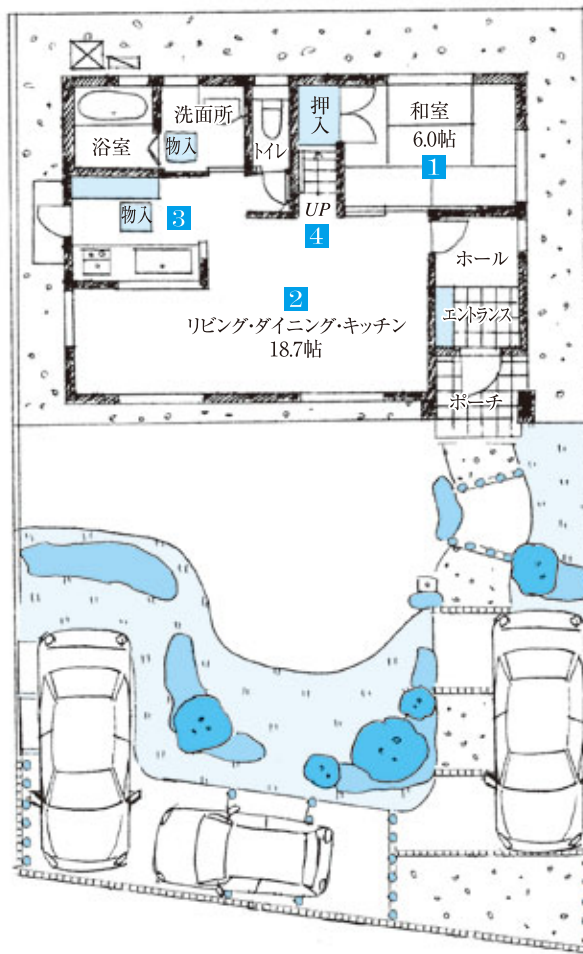 洗面所
物入
浴室
トイレ
押入
和室
6.0帖
1
物入
3
UP
4
ホール
2
リビング・ダイニング・キッチン
18.7帖
エントランス
ポーチ